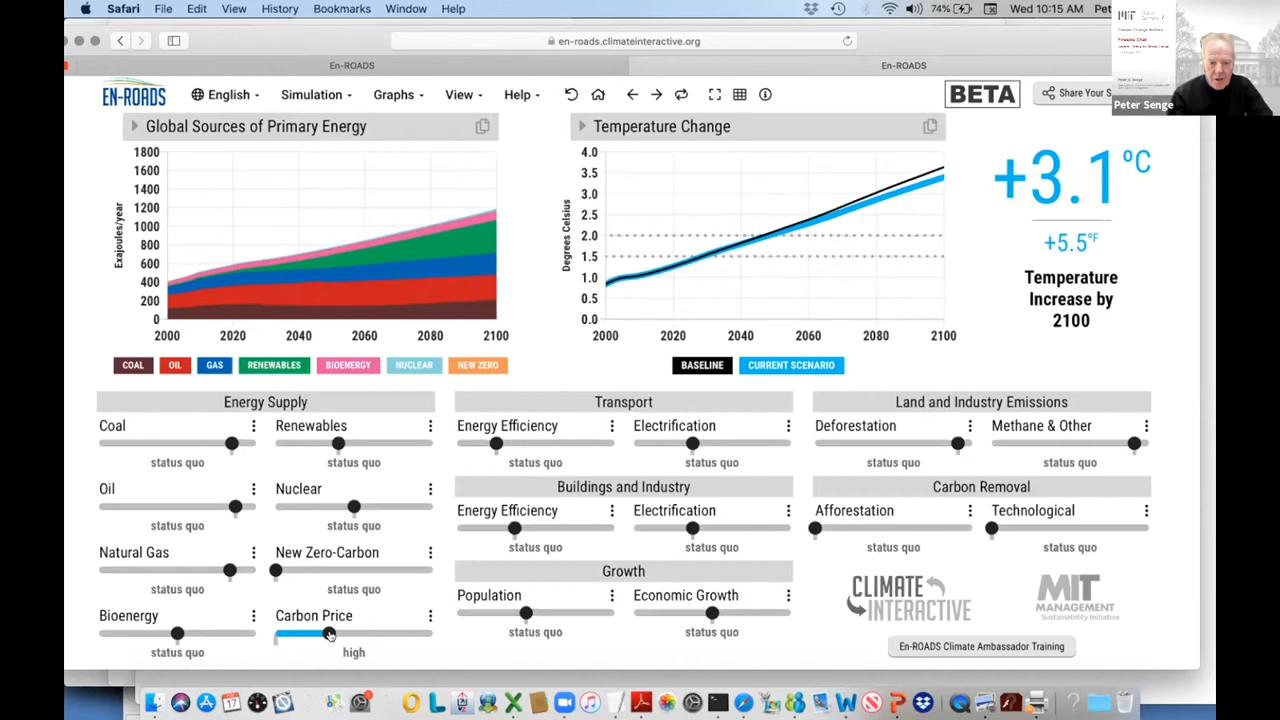 Safari File Edit View History Bookmarks Window Help 74% Wed 10:15 AM Pet
en-roads.climateinteractive.org
En-ROADS En-ROADS
EN-ROADS English Simulation Graphs View Help BETA Share Your S
Peter Senge
Global Sources of Primary Energy
Exajoules/year
1800
1600
1400
1200
1000
800
600
400
200
0
2000 2020 2040 2060 2080 2100
COAL OIL GAS RENEWABLES BIOENERGY NUCLEAR NEW ZERO
Temperature Change
Degrees Celsius
4.0
3.5
3.0
2.5
2.0
1.5
1.0
0.5
0.0
2000 2020 2040 2060 2080 2100
BASELINE CURRENT SCENARIO
+3.1 ºC
+5.5°F
Temperature
Increase by
2100
Energy Supply
Coal Renewables
status quo status quo
Oil Nuclear
status quo status quo
Natural Gas New Zero-Carbon
status quo status quo
Bioenergy Carbon Price
status quo high
Transport
Energy Efficiency Electrification
status quo status quo
Buildings and Industry
Energy Efficiency Electrification
status quo status quo
Growth
Population Economic Growth
status quo status quo
Land and Industry Emissions
Deforestation Methane & Other
status quo status quo
Carbon Removal
Afforestation Technological
status quo status quo
CLIMATE
INTERACTIVE
MIT
MANAGEMENT
Sustainability Initiative
En-ROADS Climate Ambassador Training
17